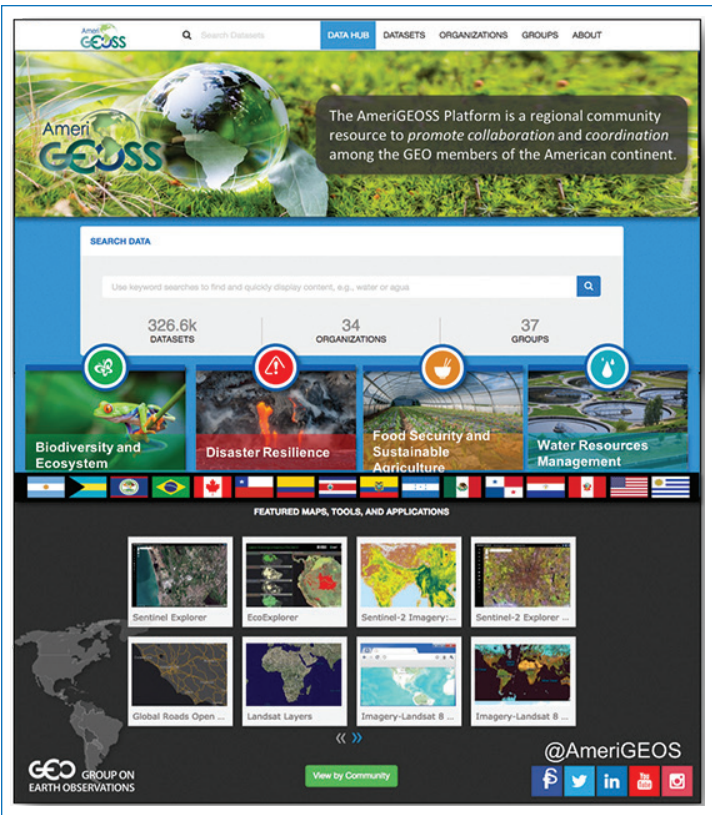 Ameri
GEOSS
Search Datasets
DATA HUB
DATASETS
ORGANIZATIONS
GROUPS
ABOUT
Ameri
GEOSS
The AmeriGEOSS Platform is a regional community
resource to promote collaboration and coordination
among the GEO members of the American continent.
SEARCH DATA
Use keyword searches to find and quickly display content, e.g., water or agua
326.6k
DATASETS
34
ORGANIZATIONS
37
GROUPS
Biodiversity and
Ecosystem
Disaster Resilience
Food Security and
Sustainable
Agriculture
Water Resources
Management
FEATURED MAPS, TOOLS, AND APPLICATIONS
Sentinel Explorer
EcoExplorer
Sentinel-2 Imagery:...
Sentinel-2 Explorer ...
Global Roads Open ...
Landsat Layers
Imagery-Landsat 8 ...
Imagery-Landsat 8 ...
View by Community
GEO GROUP ON
EARTH OBSERVATIONS
@AmeriGEOS
in
You